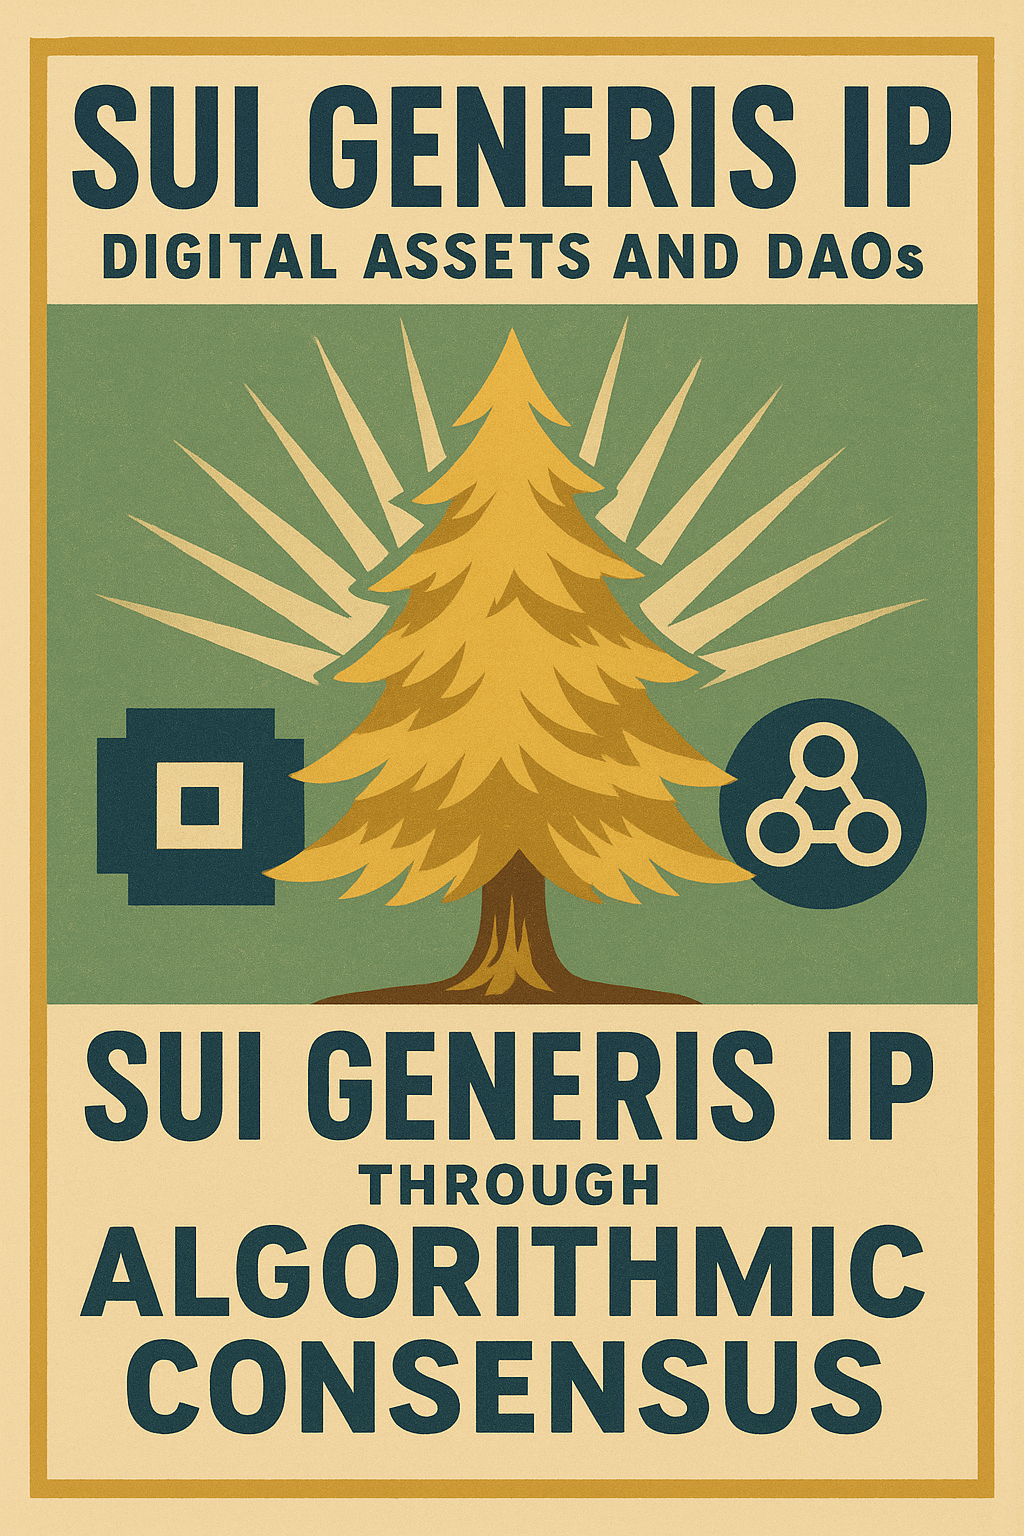 SUI GENERIS IP
DIGITAL ASSETS AND DAOs
SUI GENERIS IP
THROUGH
ALGORITHMIC
CONSENSUS